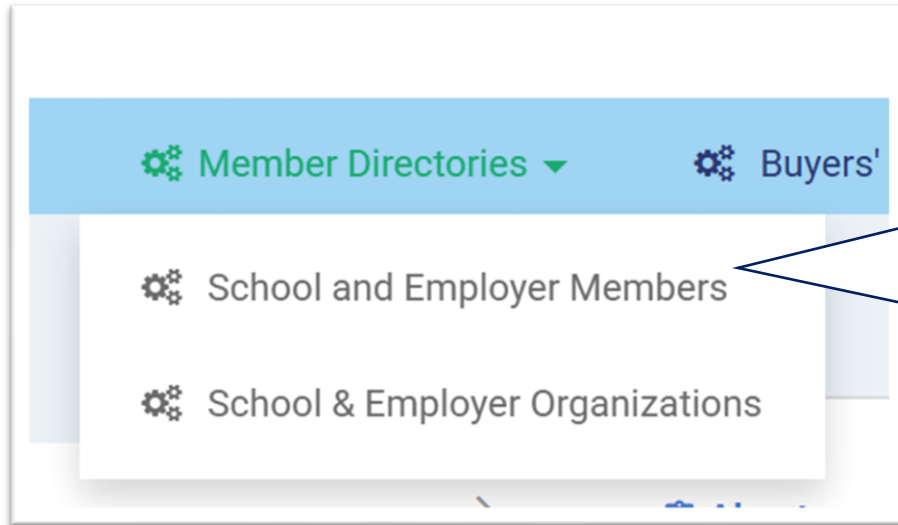 Member Directories
Buyers'
School and Employer Members
School & Employer Organizations